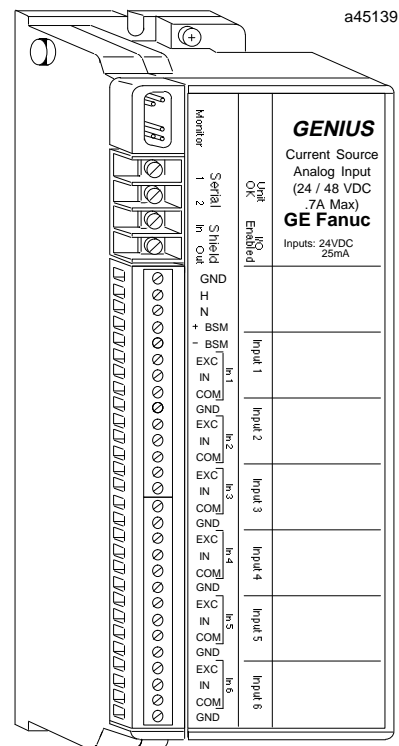 a45139
Monitor
Serial
1 2
Shield
In Out
Unit
OK
I/O
Enabled
GENIUS
Current Source
Analog Input
(24 / 48 VDC
.7A Max)
GE Fanuc
Inputs: 24VDC
25mA
GND
H
N
+ BSM
– BSM
EXC
IN
COM
In 1
Input 1
GND
EXC
IN
COM
In 2
Input 2
EXC
IN
COM
In 3
Input 3
GND
EXC
IN
COM
In 4
Input 4
GND
EXC
IN
COM
In 5
Input 5
GND
EXC
IN
COM
In 6
Input 6
GND